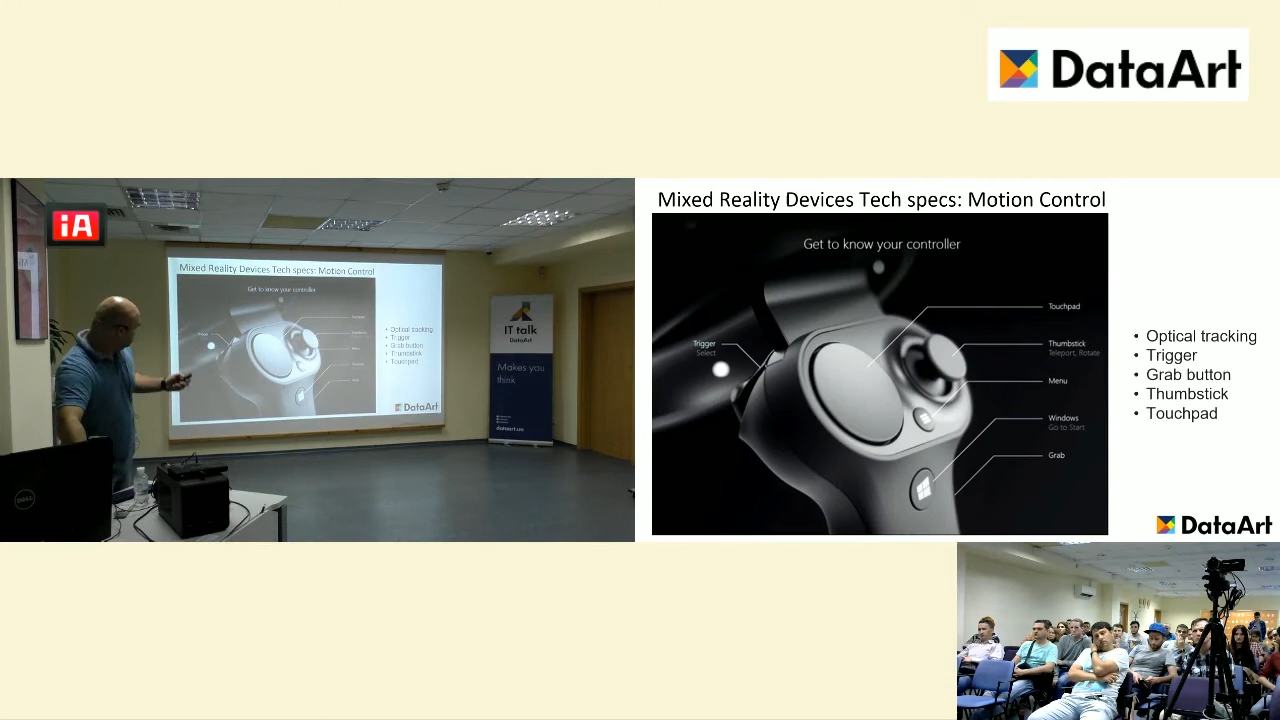 DataArt
iA
Mixed Reality Devices Tech specs: Motion Control
Get to know your controller
• Optical tracking
• Trigger
• Grab button
• Thumbstick
• Touchpad
DataArt
IT talk
DataArt
Makes you
think
dataart.ua
DELL
Mixed Reality Devices Tech specs: Motion Control
Get to know your controller
Touchpad
Trigger
Select
Thumbstick
Teleport, Rotate
Menu
Windows
Go to Start
Grab
• Optical tracking
• Trigger
• Grab button
• Thumbstick
• Touchpad
DataArt